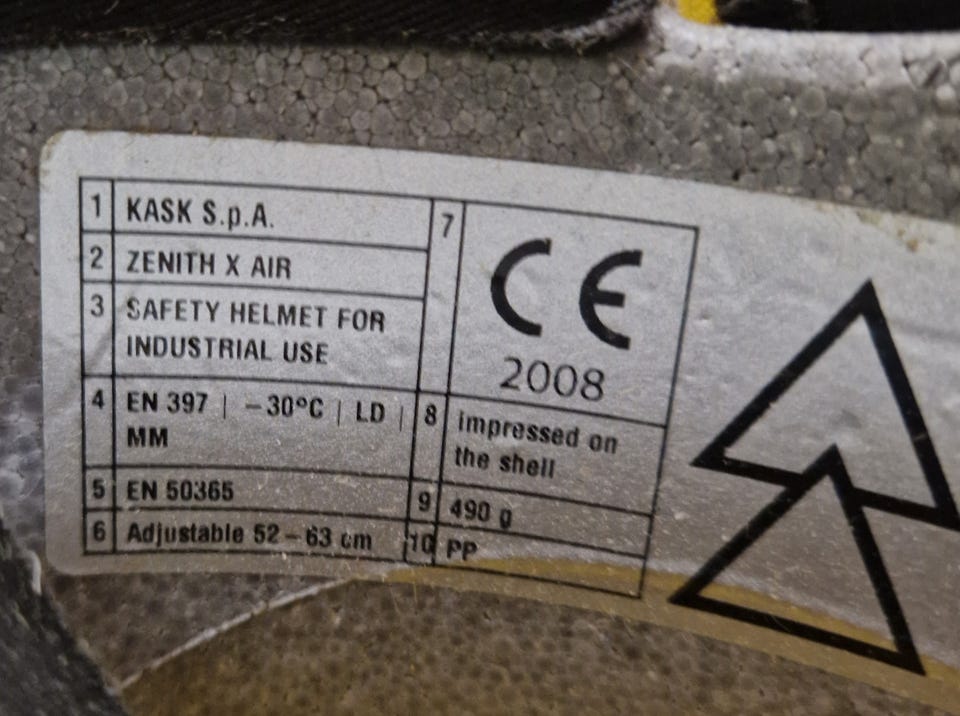 1 KASK S.p.A.
2 ZENITH X AIR
3 SAFETY HELMET FOR
INDUSTRIAL USE
4 EN 397 | -30°C | LD |
MM
5 EN 50365
6 Adjustable 52 – 63 cm
7 CE
2008
8 impressed on
the shell
9 490 g
10 PP